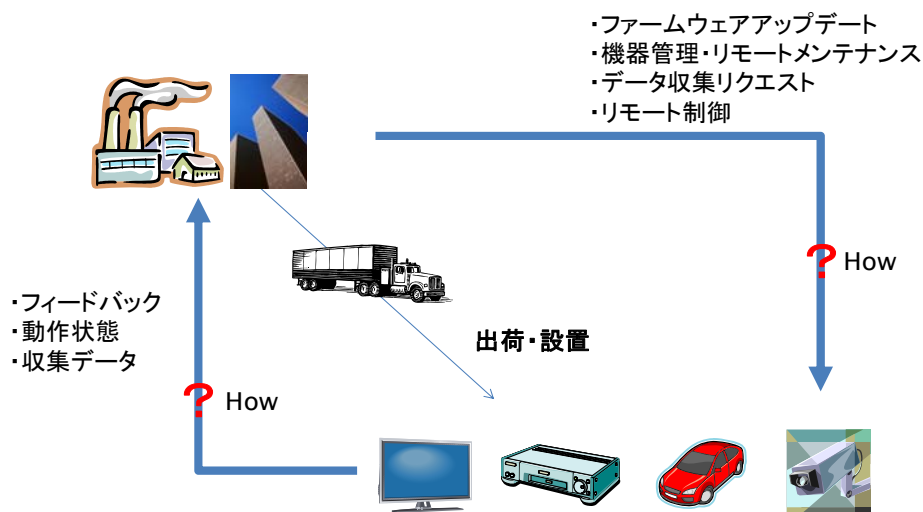 ・ファームウェアアップデート
・機器管理・リモートメンテナンス
・データ収集リクエスト
・リモート制御
? How
・フィードバック
・動作状態
・収集データ
出荷・設置
? How